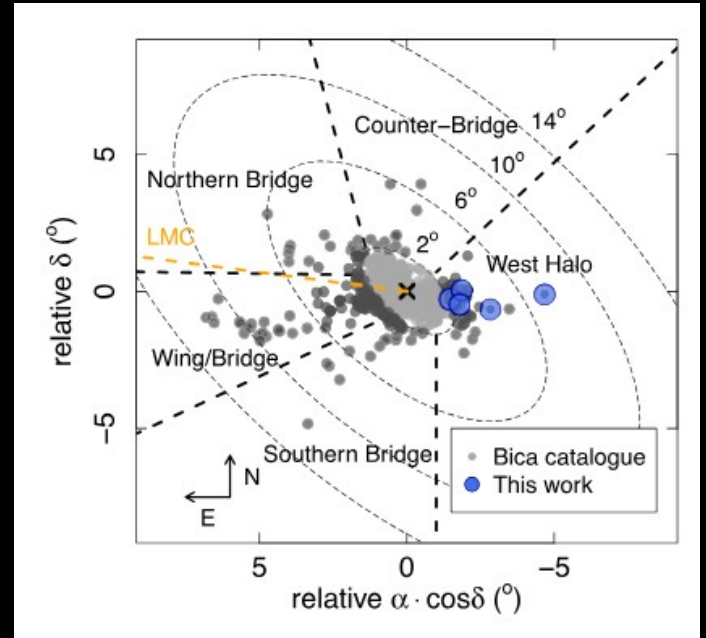 Counter–Bridge 14°
10°
Northern Bridge
6°
2°
LMC
West Halo
Wing/Bridge
Southern Bridge
N
E
Bica catalogue
This work
5
0
−5
relative δ (°)
5
0
−5
relative α · cosδ (°)